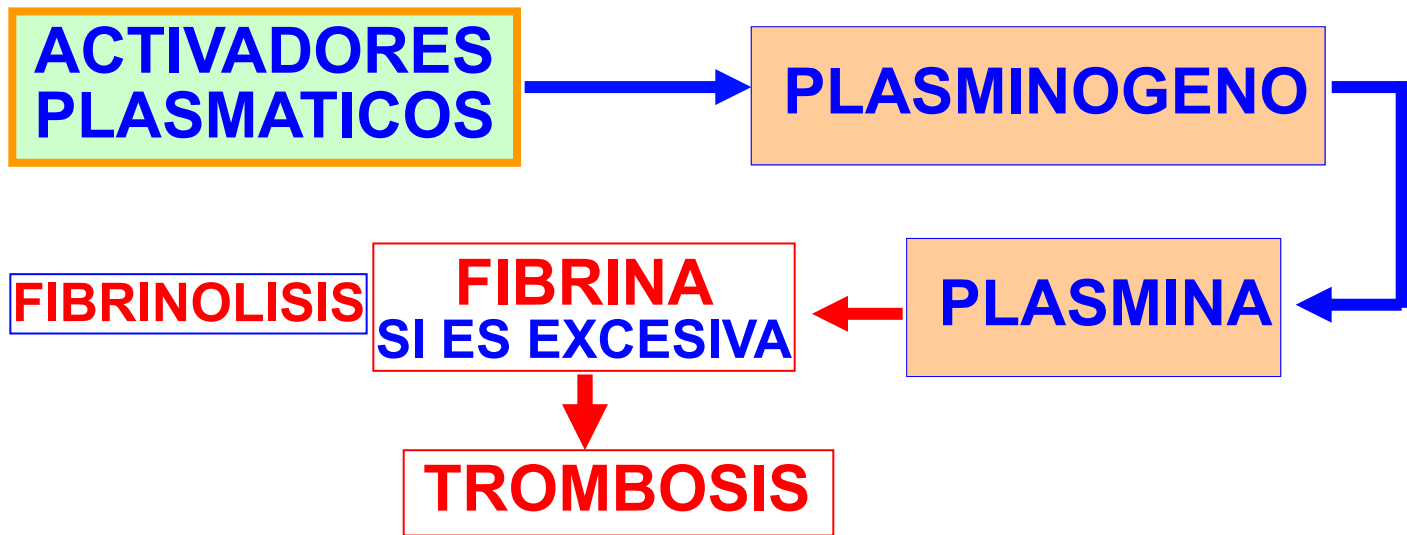 ACTIVADORES
PLASMATICOS
PLASMINOGENO
FIBRINOLISIS
FIBRINA
SI ES EXCESIVA
PLASMINA
TROMBOSIS